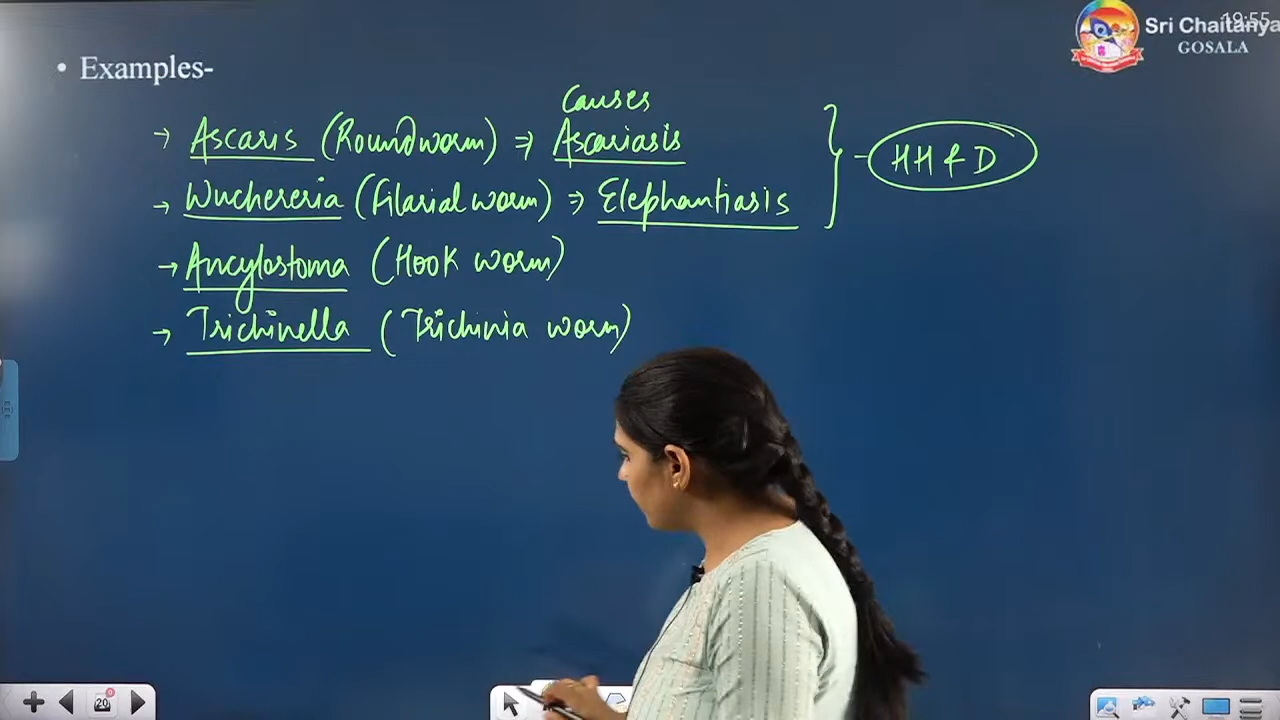 19:55
Sri Chaitanya
GOSALA
• Examples-
Causes
→ Ascaris (Roundworm) ⇒ Ascariasis
→ Wuchereria (Filarial worm) ⇒ Elephantiasis
HH & D
→ Ancylostoma (Hook worm)
→ Trichinella (Trichinia worm)
20